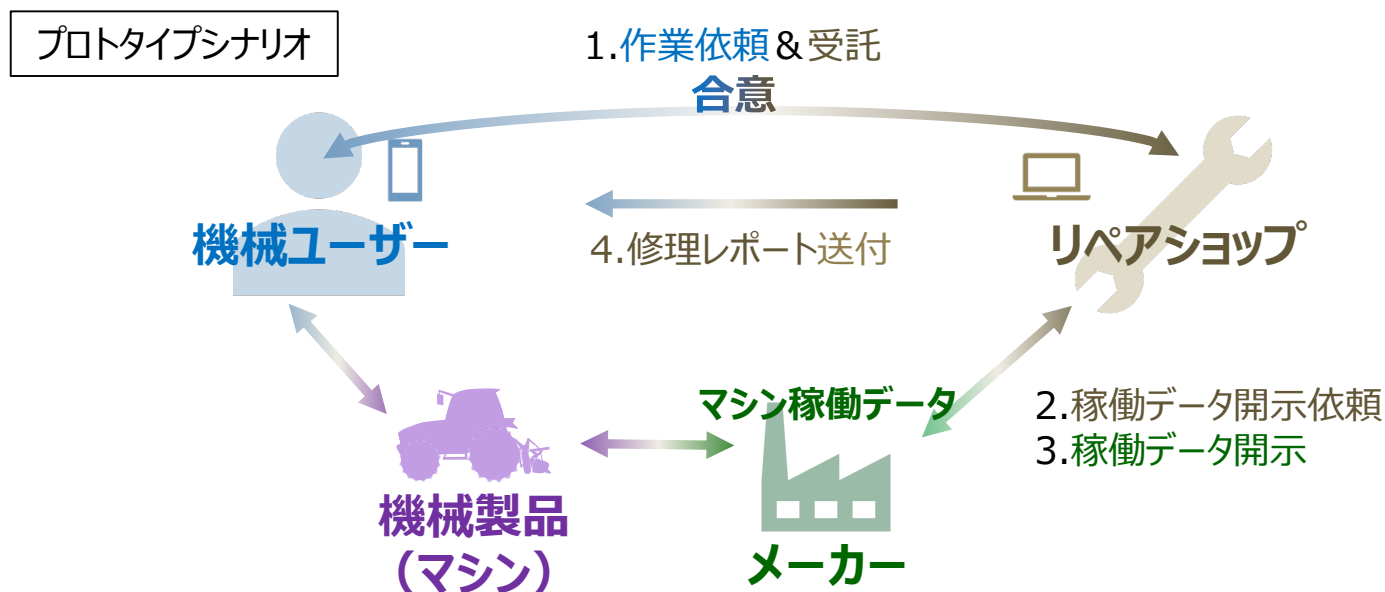 プロトタイプシナリオ
1.作業依頼&受託
合意
機械ユーザー
4.修理レポート送付
リペアショップ
マシン稼働データ
2.稼働データ開示依頼
3.稼働データ開示
機械製品
（マシン）
メーカー